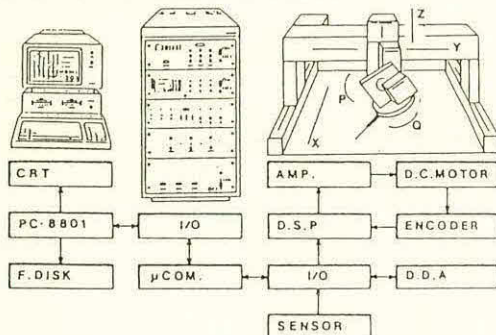 Z
Y
P
Q
X
CRT
AMP.
D.C.MOTOR
PC-8801
I/O
D.S.P
ENCODER
F.DISK
μCOM.
I/O
D.D.A
SENSOR